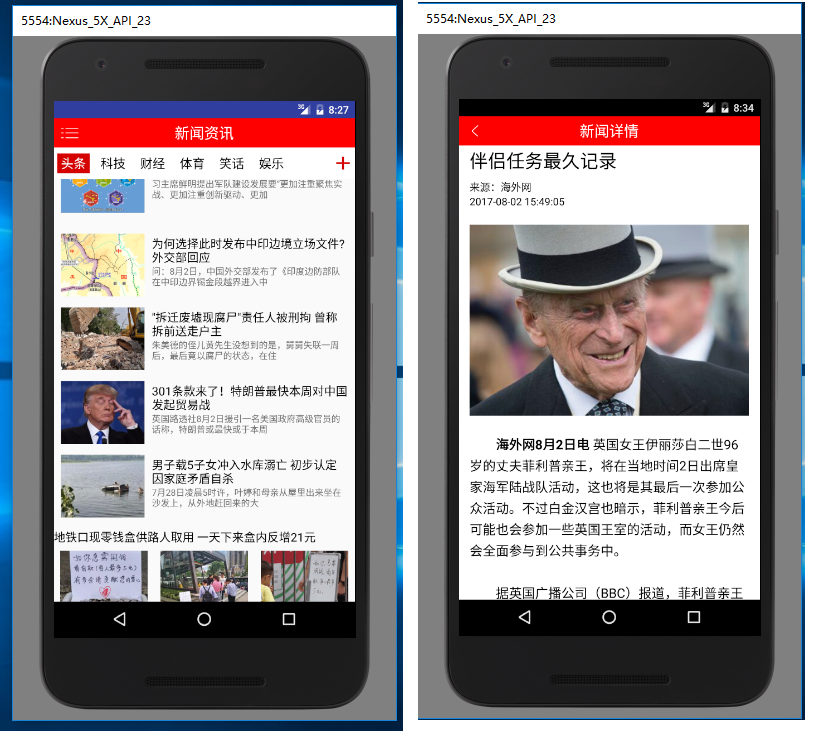 5554:Nexus_5X_API_23
3G 8:27
新闻资讯
头条 科技 财经 体育 笑话 娱乐 +
习主席鲜明提出军队建设发展要"更加注重聚焦实
战、更加注重创新驱动、更加
为何选择此时发布中印边境立场文件?
外交部回应
问：8月2日，中国外交部发布了《印度边防部队
在中印边界锡金段越界进入中
"拆迁废墟现腐尸"责任人被刑拘 曾称
拆前送走户主
朱美德的侄儿黄先生没想到的是，舅舅失联一周
后，最后竟以腐尸的状态，在住
301条款来了！特朗普最快本周对中国
发起贸易战
英国路透社8月2日援引一名美国政府高级官员的
话称，特朗普或最快或于本周
男子载5子女冲入水库溺亡 初步认定
因家庭矛盾自杀
7月28日凌晨5时许，叶婷和母亲从屋里出来坐在
沙发上，从外地赶回来的大
地铁口现零钱盒供路人取用 一天下来盒内反增21元
5554:Nexus_5X_API_23
3G 8:34
新闻详情
伴侣任务最久记录
来源：海外网
2017-08-02 15:49:05
海外网8月2日电 英国女王伊丽莎白二世96
岁的丈夫菲利普亲王，将在当地时间2日出席皇
家海军陆战队活动，这也将是其最后一次参加公
众活动。不过白金汉宫也暗示，菲利普亲王今后
可能也会参加一些英国王室的活动，而女王仍然
会全面参与到公共事务中。
据英国广播公司（BBC）报道，菲利普亲王